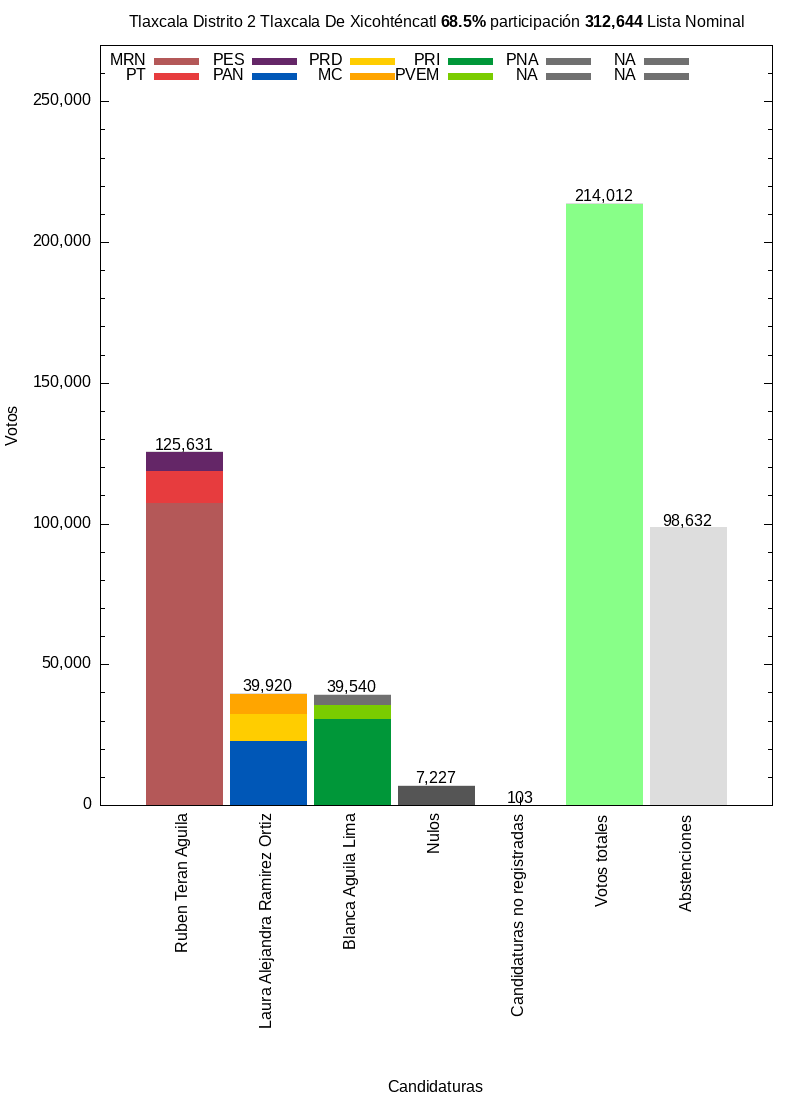 Tlaxcala Distrito 2 Tlaxcala De Xicohténcatl 68.5% participación 312,644 Lista Nominal
MRN PES PRD PRI PNA NA
PT PAN MC PVEM NA NA
250,000
214,012
200,000
150,000
Votos
125,631
100,000
98,632
50,000
39,920
39,540
7,227
103
0
Ruben Teran Aguila
Laura Alejandra Ramirez Ortiz
Blanca Aguila Lima
Nulos
Candidaturas no registradas
Votos totales
Abstenciones
Candidaturas